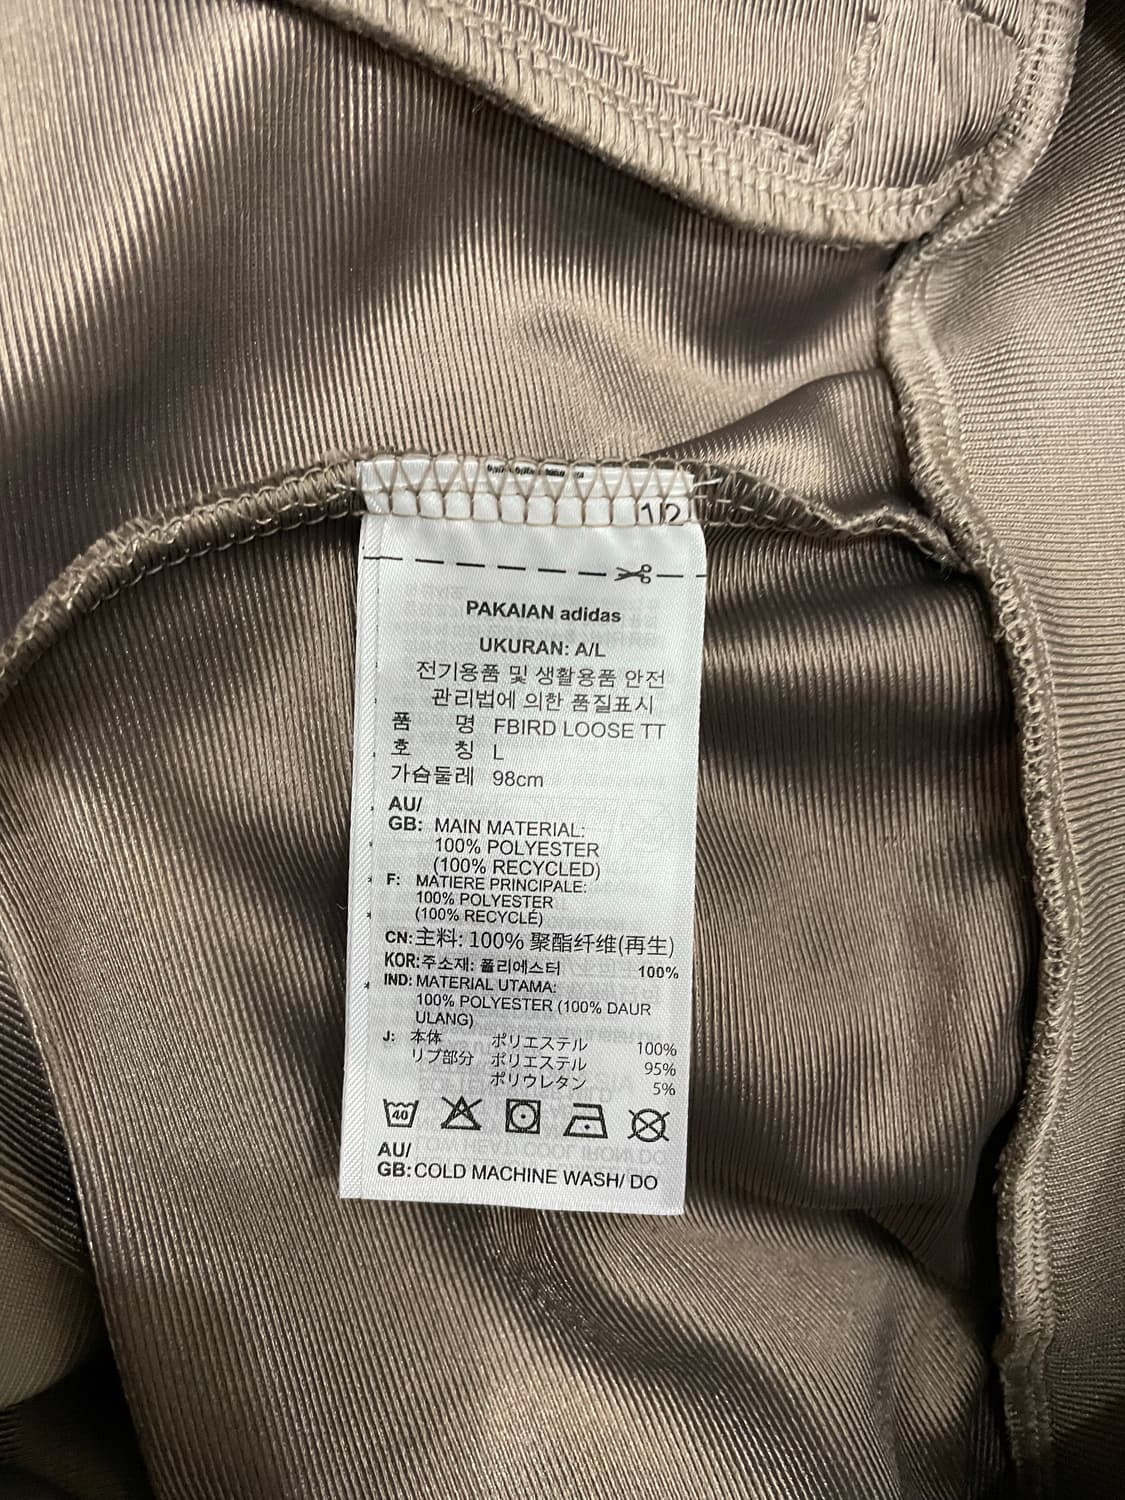 1/2
PAKAIAN adidas
UKURAN: A/L
전기용품 및 생활용품 안전
관리법에 의한 품질표시
품 명 FBIRD LOOSE TT
호 칭 L
가슴둘레 98cm
AU/
GB: MAIN MATERIAL:
100% POLYESTER
(100% RECYCLED)
F: MATIERE PRINCIPALE:
100% POLYESTER
(100% RECYCLÉ)
CN: 主料: 100% 聚酯纤维(再生)
KOR: 주소재: 폴리에스터 100%
IND: MATERIAL UTAMA:
100% POLYESTER (100% DAUR
ULANG)
J: 本体 ポリエステル 100%
リブ部分 ポリエステル 95%
ポリウレタン 5%
40
AU/
GB: COLD MACHINE WASH/ DO